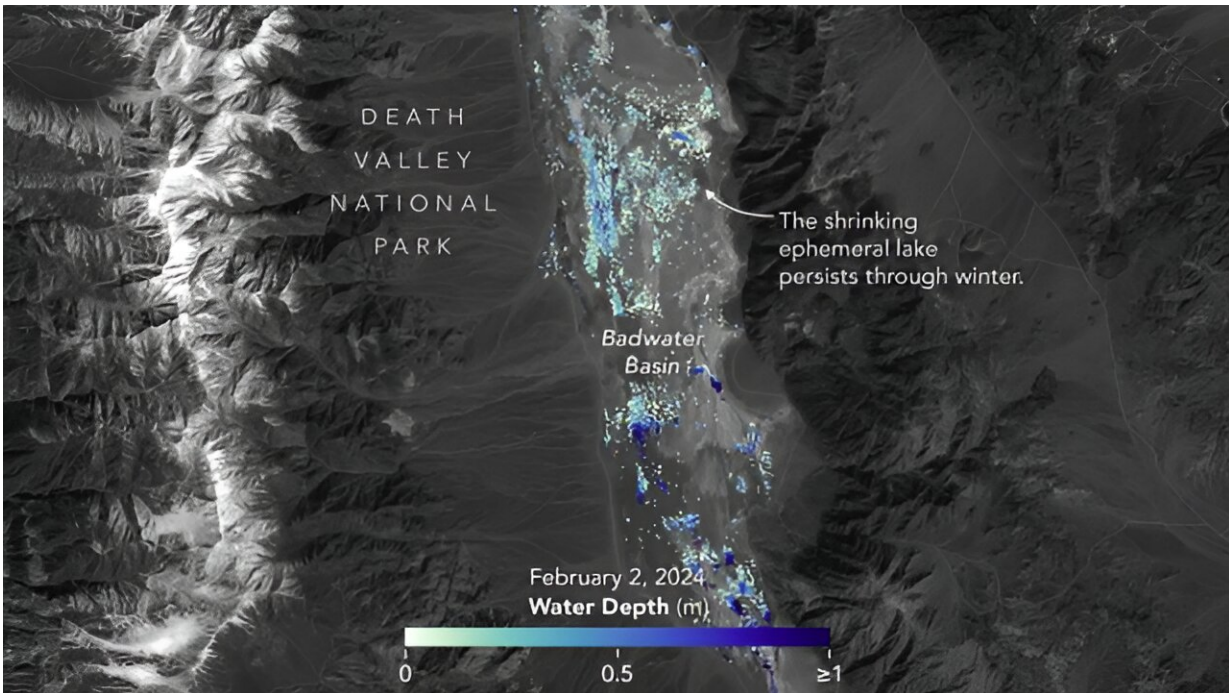 DEATH
VALLEY
NATIONAL
PARK
The shrinking
ephemeral lake
persists through winter.
Badwater
Basin
February 2, 2024
Water Depth (m)
0 0.5 ≥1